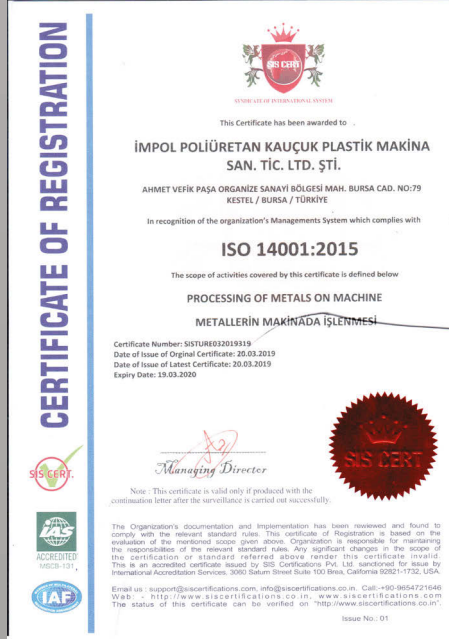 CERTIFICATE OF REGISTRATION
SIS CERT
SYNDICATE OF INTERNATIONAL SYSTEM
This Certificate has been awarded to
İMPOL POLİÜRETAN KAUÇUK PLASTİK MAKİNA
SAN. TİC. LTD. ŞTİ.
AHMET VEFİK PAŞA ORGANİZE SANAYİ BÖLGESİ MAH. BURSA CAD. NO:79
KESTEL / BURSA / TÜRKİYE
In recognition of the organization's Managements System which complies with
ISO 14001:2015
The scope of activities covered by this certificate is defined below
PROCESSING OF METALS ON MACHINE
METALLERİN MAKİNADA İŞLENMESİ
Certificate Number: SISTURE032019319
Date of Issue of Orginal Certificate: 20.03.2019
Date of Issue of Latest Certificate: 20.03.2019
Expiry Date: 19.03.2020
SIS CERT
Managing Director
SIS CERT.
Note : This certificate is valid only if produced with the
continuation letter after the surveillance is carried out successfully.
IAS
ACCREDITED
MSCB-131
IAF
The Organization's documentation and Implementation has been reviewed and found to
comply with the relevant standard rules. This certificate of Registration is based on the
evaluation of the mentioned scope given above. Organization is responsible for maintaining
the responsibilities of the relevant standard rules. Any significant changes in the scope of
the certification or standard refered above render this certificate invalid.
This is an accredited certificate issued by SIS Certifications Pvt. Ltd. sanctioned for issue by
International Accreditation Services, 3060 Saturn Street Suite 100 Brea, California 92821-1732, USA.
Email us : support@siscertifications.com, info@siscertifications.co.in. Call:-+90-9654721646
Web: - http://www.siscertifications.co.in, www.siscertifications.com
The status of this certificate can be verified on "http://www.siscertifications.co.in".
Issue No.: 01